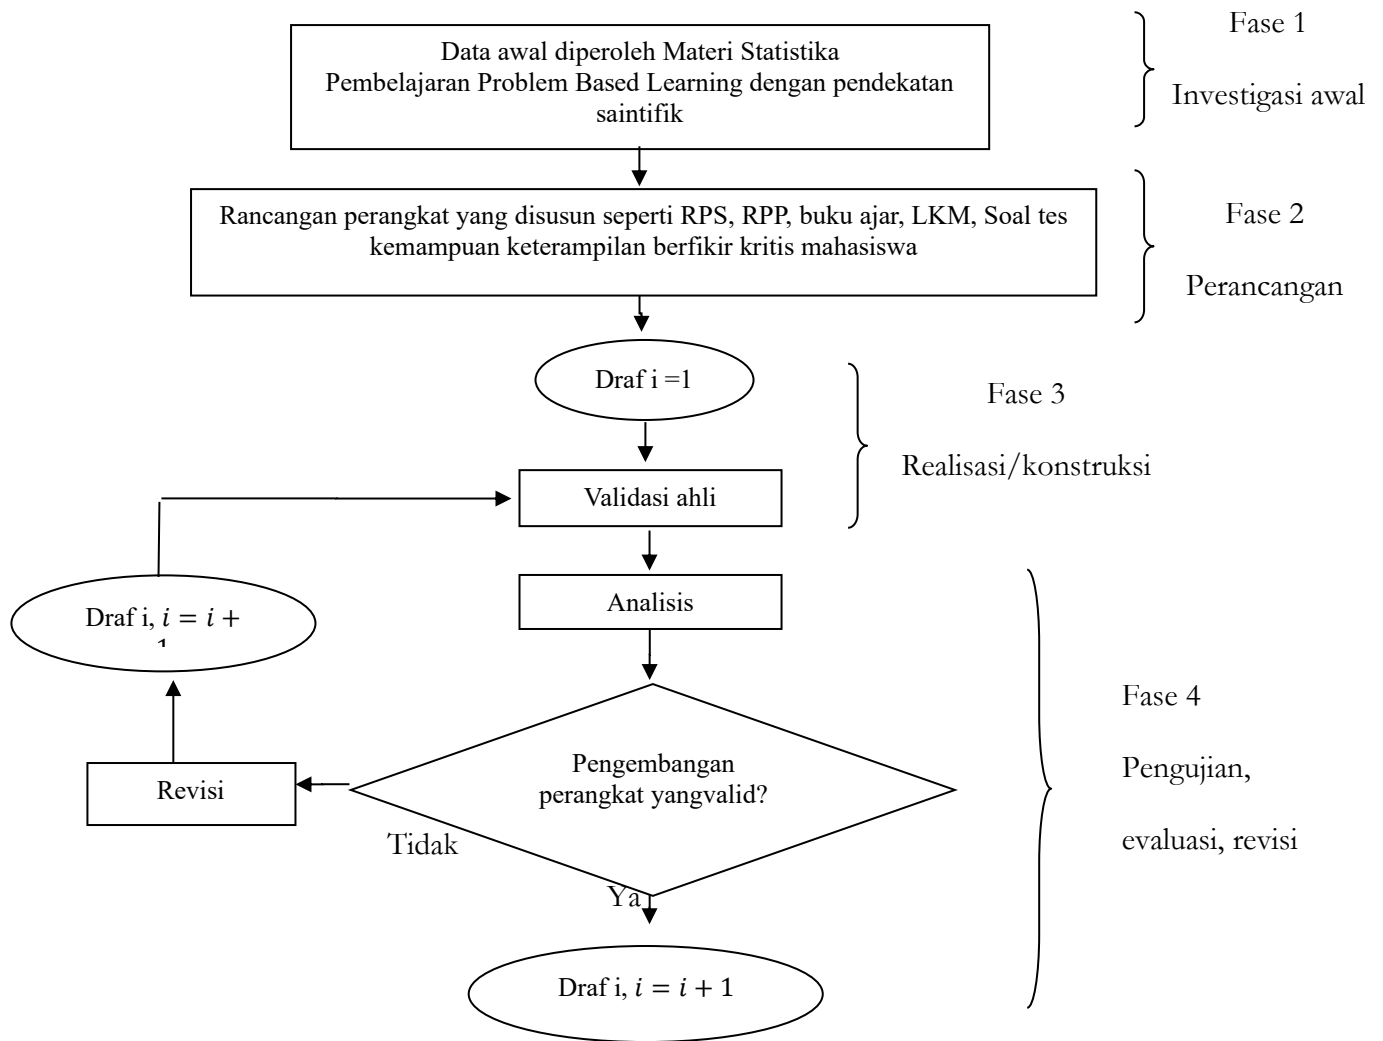 Data awal diperoleh Materi Statistika
Pembelajaran Problem Based Learning dengan pendekatan
saintifik
Fase 1
Investigasi awal
Rancangan perangkat yang disusun seperti RPS, RPP, buku ajar, LKM, Soal tes
kemampuan keterampilan berfikir kritis mahasiswa
Fase 2
Perancangan
Draf i =1
Fase 3
Realisasi/konstruksi
Validasi ahli
Analisis
Draf i, i = i +
Fase 4
Pengujian,
evaluasi, revisi
Pengembangan
perangkat yangvalid?
Revisi
Tidak
Ya
Draf i, i = i + 1